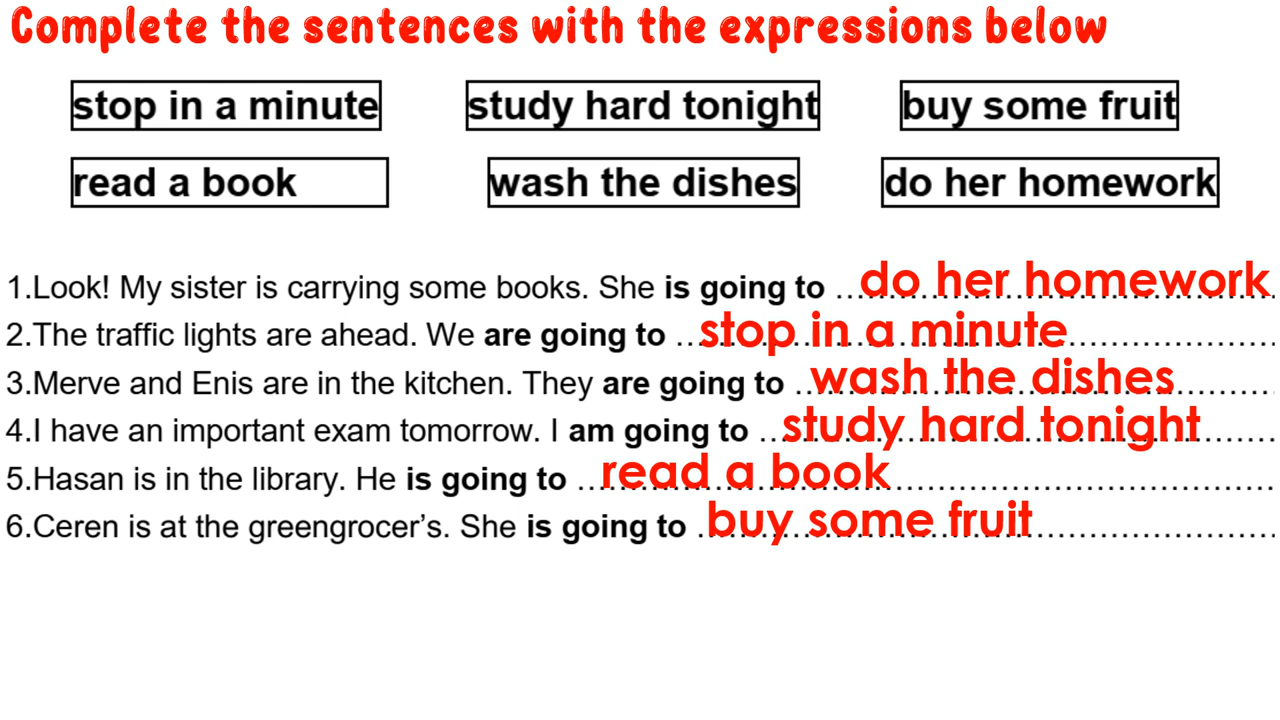 Complete the sentences with the expressions below
stop in a minute study hard tonight buy some fruit
read a book wash the dishes do her homework
1.Look! My sister is carrying some books. She is going to ...do her homework.
2.The traffic lights are ahead. We are going to ...stop in a minute...............
3.Merve and Enis are in the kitchen. They are going to ...wash the dishes.......
4.I have an important exam tomorrow. I am going to ...study hard tonight.....
5.Hasan is in the library. He is going to ...read a book...........................
6.Ceren is at the greengrocer’s. She is going to ...buy some fruit.................